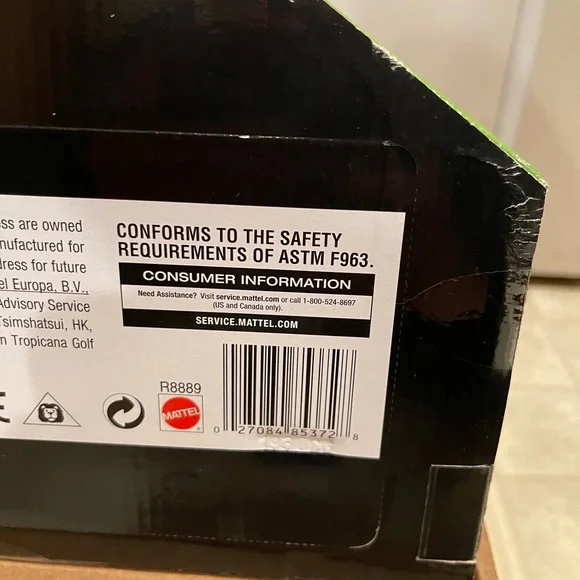 ss are owned
nufactured for
dress for future
el Europa, B.V.,
Advisory Service
Tsimshatsui, HK,
n Tropicana Golf
CONFORMS TO THE SAFETY
REQUIREMENTS OF ASTM F963.
CONSUMER INFORMATION
Need Assistance? Visit service.mattel.com or call 1-800-524-8697
(US and Canada only).
SERVICE.MATTEL.COM
R8889
MATTEL
0 27084 85372 8